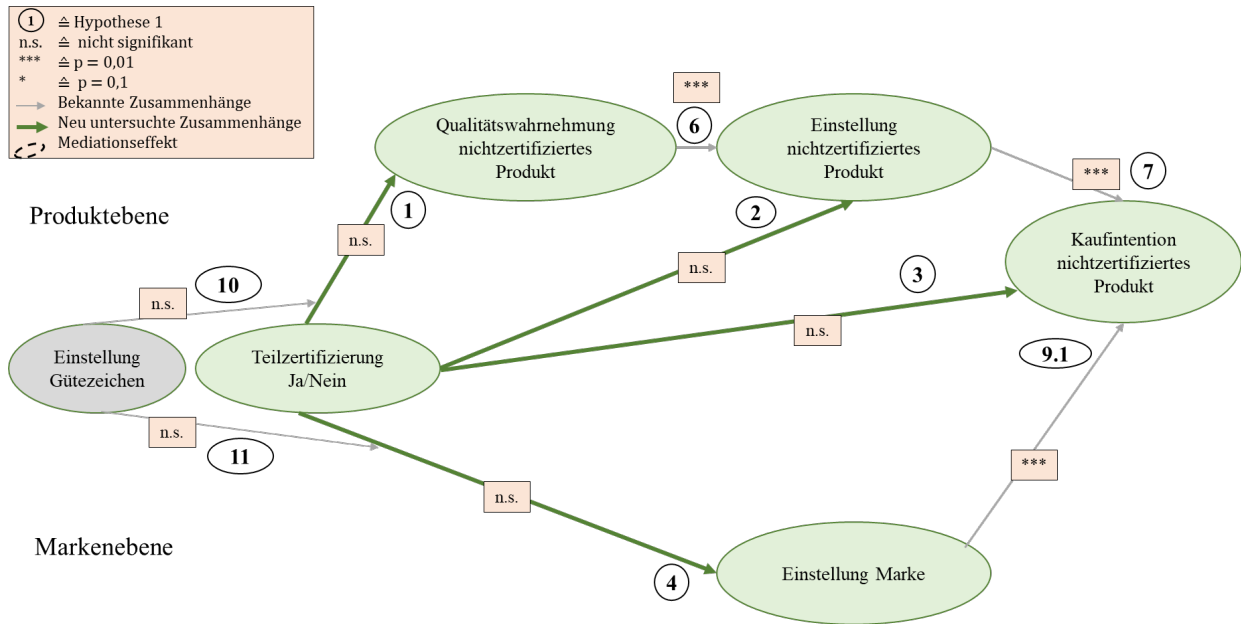 1 ≙ Hypothese 1
n.s. ≙ nicht signifikant
*** ≙ p = 0,01
* ≙ p = 0,1
Bekannte Zusammenhänge
Neu untersuchte Zusammenhänge
Mediationseffekt
***
6
Qualitätswahrnehmung
nichtzertifiziertes
Produkt
Einstellung
nichtzertifiziertes
Produkt
***
7
Produktebene
1
2
n.s.
n.s.
Kaufintention
nichtzertifiziertes
Produkt
3
10
n.s.
n.s.
Einstellung
Gütezeichen
Teilzertifizierung
Ja/Nein
9.1
n.s.
11
***
n.s.
Markenebene
4
Einstellung Marke